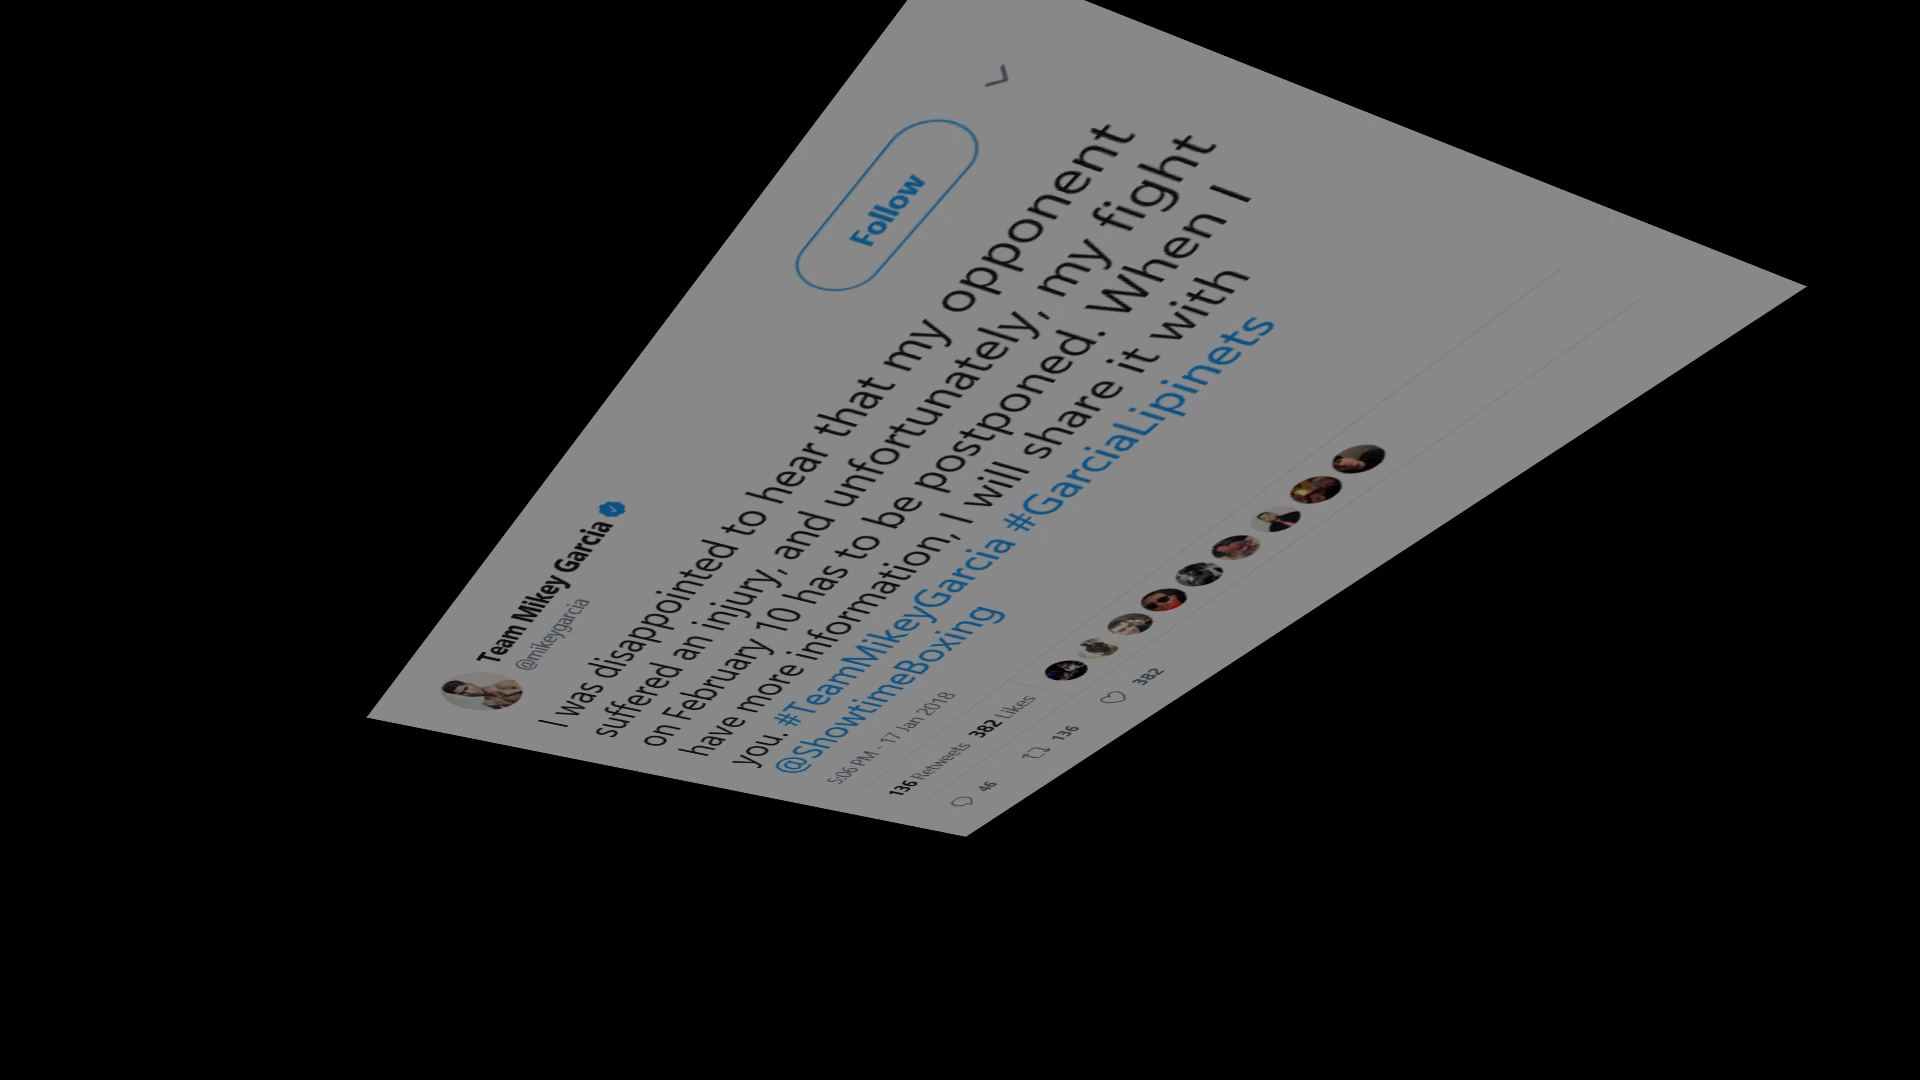 Team Mikey Garcia
@mikeygarcia
Follow
I was disappointed to hear that my opponent
suffered an injury, and unfortunately, my fight
on February 10 has to be postponed. When I
have more information, I will share it with
you. #TeamMikeyGarcia #GarciaLipinets
@ShowtimeBoxing
5:06 PM - 17 Jan 2018
136 Retweets 382 Likes
46 136 382